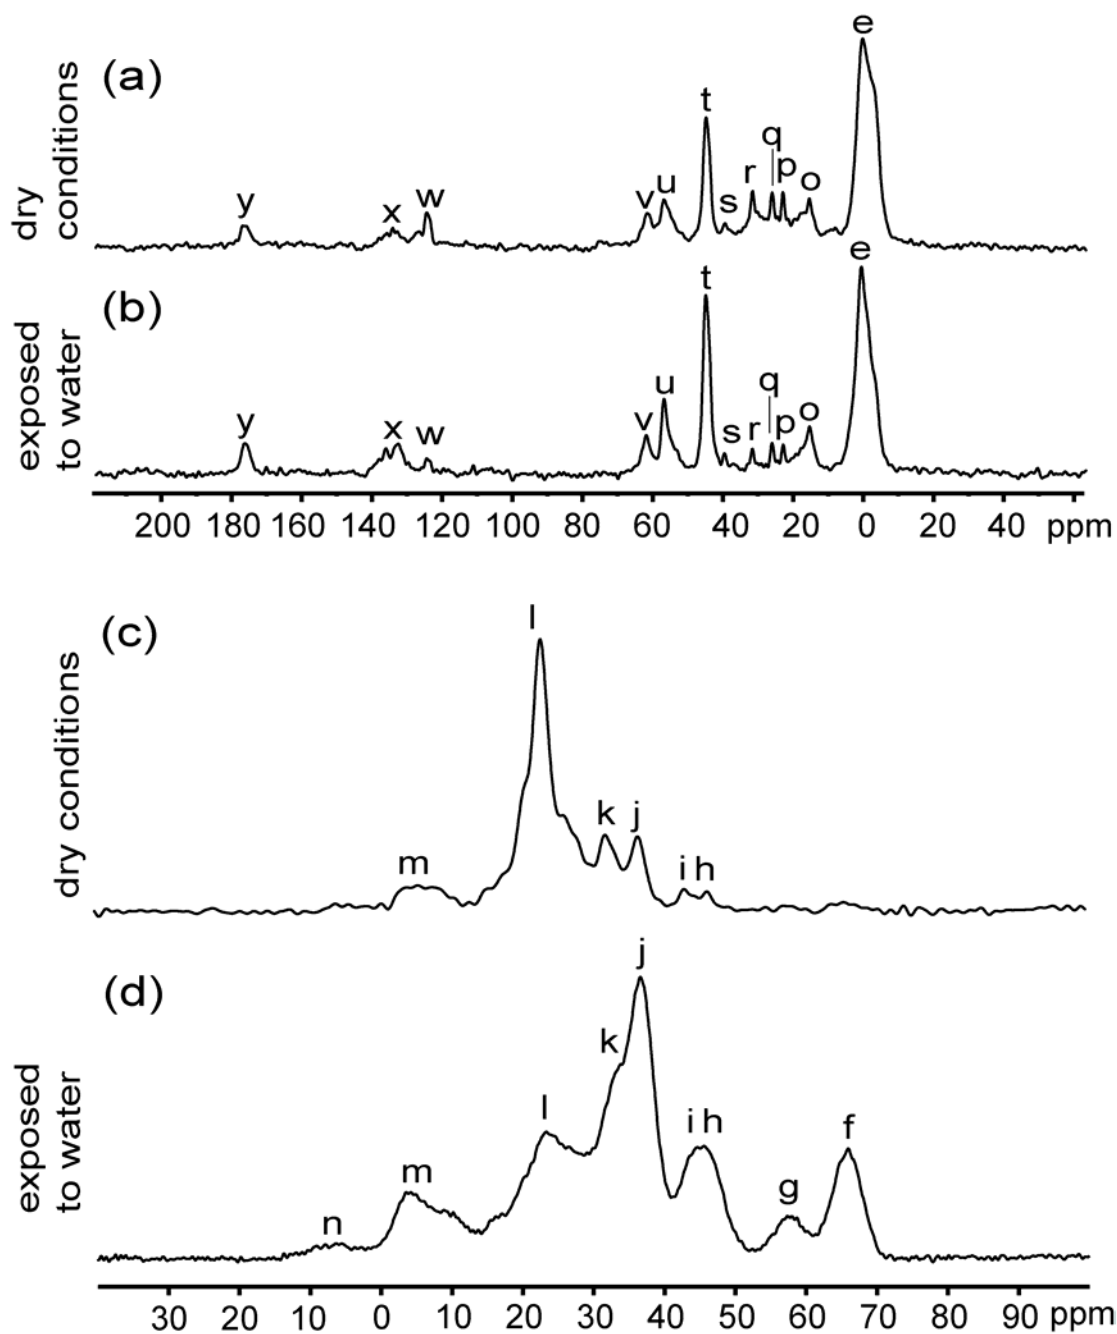 (a)
dry
conditions
y x w v u t s r q p o e
(b)
exposed
to water
y x w v u t s r q p o e
200 180 160 140 120 100 80 60 40 20 0 20 40 ppm
(c)
dry conditions
m l k j i h
(d)
exposed
to water
n m l k j i h g f
30 20 10 0 10 20 30 40 50 60 70 80 90 ppm